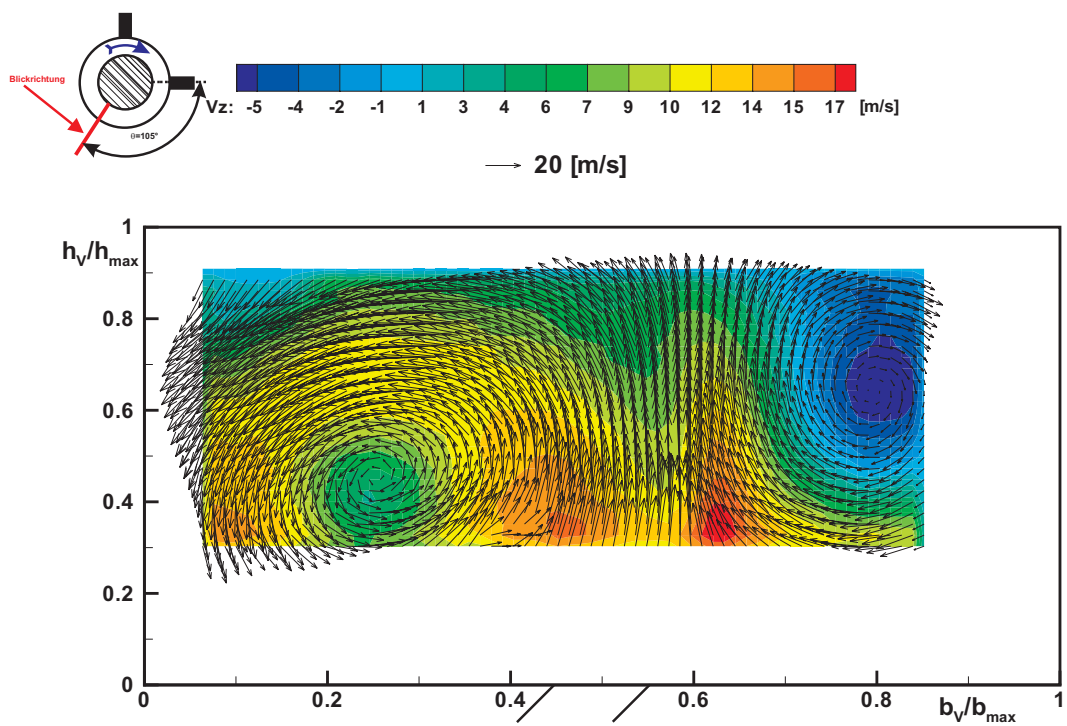 Blickrichtung
θ=105°
Vz: -5 -4 -2 -1 1 3 4 6 7 9 10 12 14 15 17 [m/s]
20 [m/s]
1
h_V/h_max
0.8
0.6
0.4
0.2
0
0 0.2 0.4 0.6 0.8 1
b_V/b_max